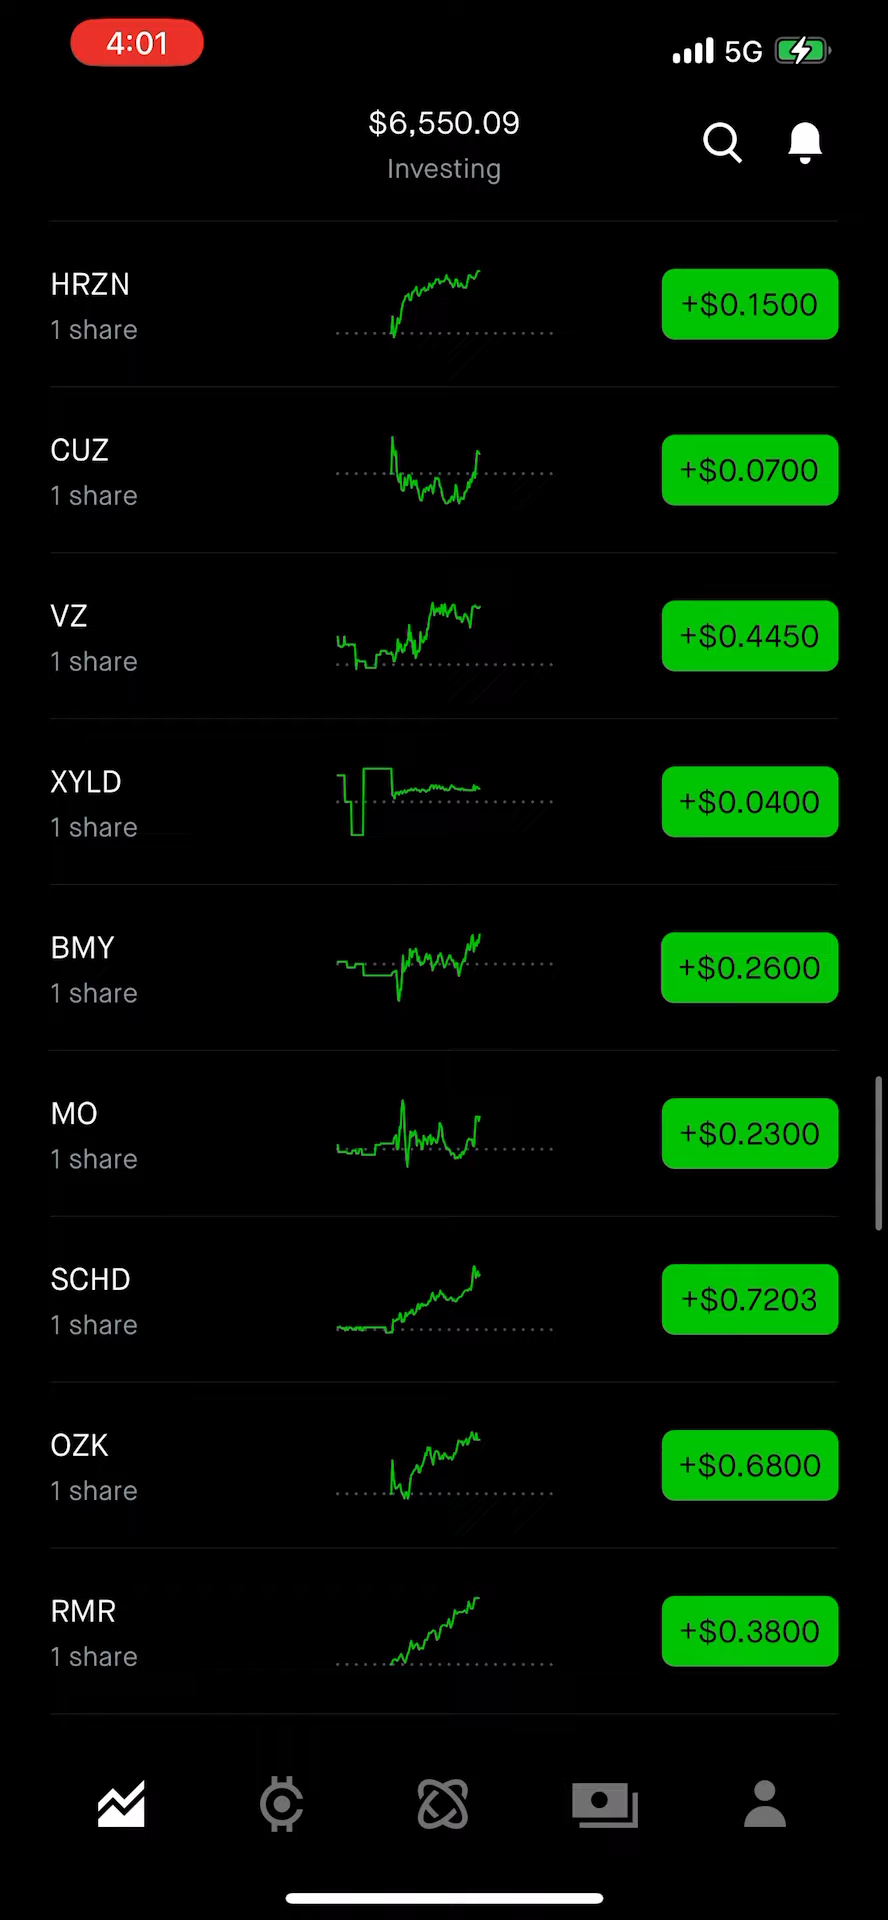 4:01
5G
$6,550.09
Investing
HRZN
1 share
+$0.1500
CUZ
1 share
+$0.0700
VZ
1 share
+$0.4450
XYLD
1 share
+$0.0400
BMY
1 share
+$0.2600
MO
1 share
+$0.2300
SCHD
1 share
+$0.7203
OZK
1 share
+$0.6800
RMR
1 share
+$0.3800